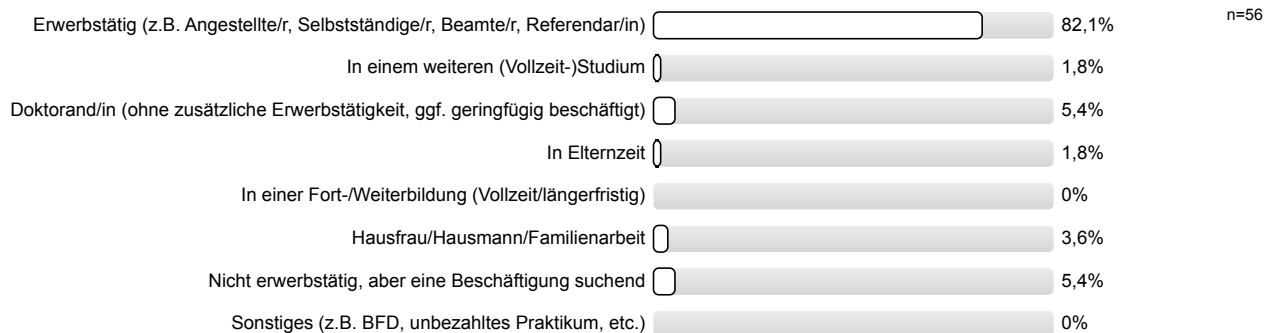 Erwerbstätig (z.B. Angestellte/r, Selbstständige/r, Beamte/r, Referendar/in) 82,1% n=56
In einem weiteren (Vollzeit-)Studium 1,8%
Doktorand/in (ohne zusätzliche Erwerbstätigkeit, ggf. geringfügig beschäftigt) 5,4%
In Elternzeit 1,8%
In einer Fort-/Weiterbildung (Vollzeit/längerfristig) 0%
Hausfrau/Hausmann/Familienarbeit 3,6%
Nicht erwerbstätig, aber eine Beschäftigung suchend 5,4%
Sonstiges (z.B. BFD, unbezahltes Praktikum, etc.) 0%